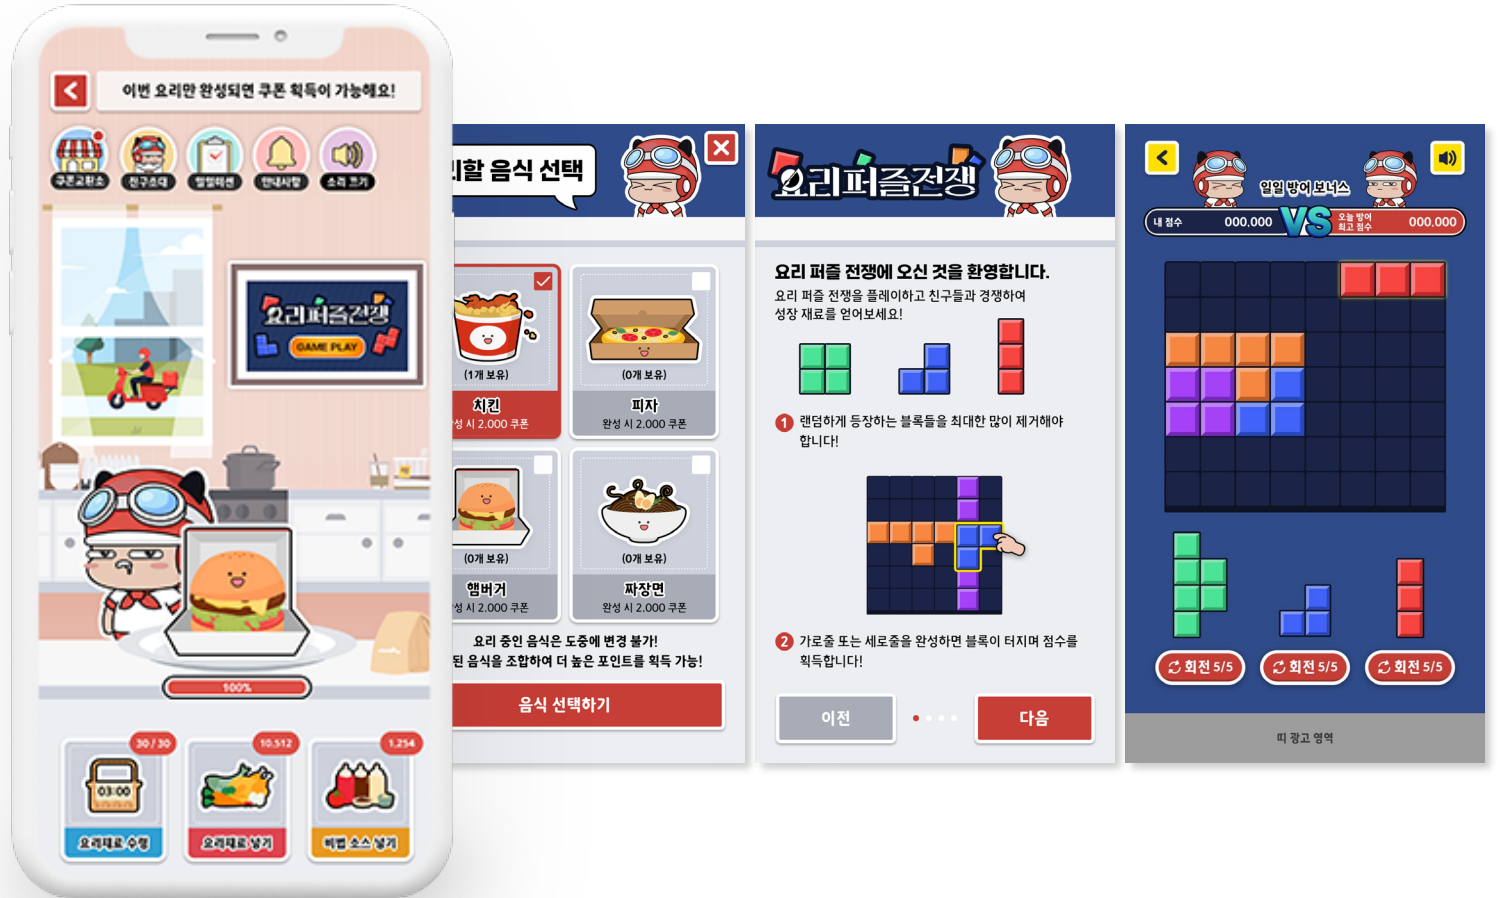 이번 요리만 완성되면 쿠폰 획득이 가능해요!
쿠폰교환소
친구초대
일일미션
안내사항
소리 끄기
요리퍼즐전쟁
GAME PLAY
100%
30/30
10,512
1,254
03:00
요리재료 수령
요리재료 넣기
비법 소스 넣기
리할 음식 선택
(1개 보유)
(0개 보유)
치킨
피자
성 시 2.000 쿠폰
완성 시 2.000 쿠폰
(0개 보유)
(0개 보유)
햄버거
짜장면
성 시 2.000 쿠폰
완성 시 2.000 쿠폰
요리 중인 음식은 도중에 변경 불가!
된 음식을 조합하여 더 높은 포인트를 획득 가능!
음식 선택하기
요리퍼즐전쟁
요리 퍼즐 전쟁에 오신 것을 환영합니다.
요리 퍼즐 전쟁을 플레이하고 친구들과 경쟁하여
성장 재료를 얻어보세요!
1 랜덤하게 등장하는 블록들을 최대한 많이 제거해야
합니다!
2 가로줄 또는 세로줄을 완성하면 블록이 터지며 점수를
획득합니다!
이전
다음
일일 방어 보너스
내 점수
000,000
VS
오늘 방어
최고 점수
000,000
회전 5/5
회전 5/5
회전 5/5
띠 광고 영역